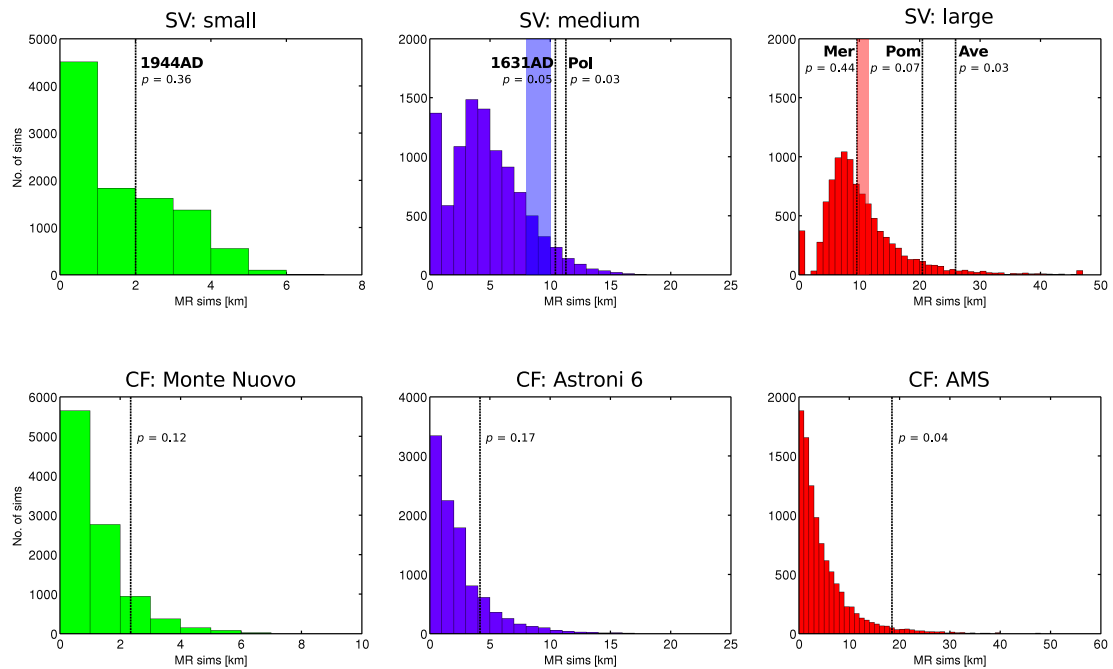 SV: small
No. of sims
5000
4000
3000
2000
1000
0
1944AD
p = 0.36
0 2 4 6 8
MR sims [km]
SV: medium
2000
1500
1000
500
0
1631AD Pol
p = 0.05 p = 0.03
0 5 10 15 20 25
MR sims [km]
SV: large
2000
1500
1000
500
0
Mer Pom Ave
p = 0.44 p = 0.07 p = 0.03
0 10 20 30 40 50
MR sims [km]
CF: Monte Nuovo
No. of sims
6000
5000
4000
3000
2000
1000
0
p = 0.12
0 2 4 6 8 10
MR sims [km]
CF: Astroni 6
4000
3000
2000
1000
0
p = 0.17
0 5 10 15 20 25
MR sims [km]
CF: AMS
2000
1500
1000
500
0
p = 0.04
0 10 20 30 40 50 60
MR sims [km]